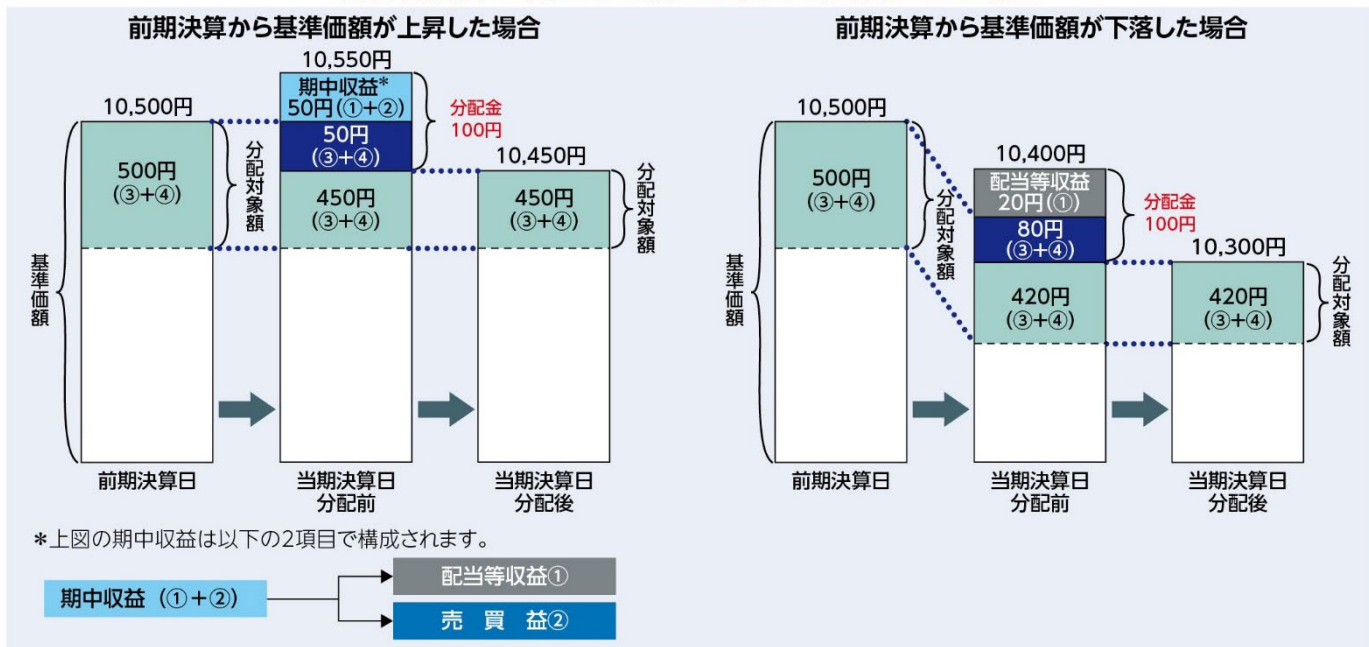 前期決算から基準価額が上昇した場合
10,550円
10,500円
期中収益*
50円(①+②)
50円
(③+④)
分配金
100円
10,450円
500円
(③+④)
分配対象額
450円
(③+④)
450円
(③+④)
分配対象額
基準価額
前期決算日
当期決算日
分配前
当期決算日
分配後
前期決算から基準価額が下落した場合
10,500円
10,400円
500円
(③+④)
分配対象額
配当等収益
20円(①)
80円
(③+④)
分配金
100円
10,300円
420円
(③+④)
420円
(③+④)
分配対象額
基準価額
前期決算日
当期決算日
分配前
当期決算日
分配後
*上図の期中収益は以下の2項目で構成されます。
期中収益 (①+②)
配当等収益①
売 買 益②